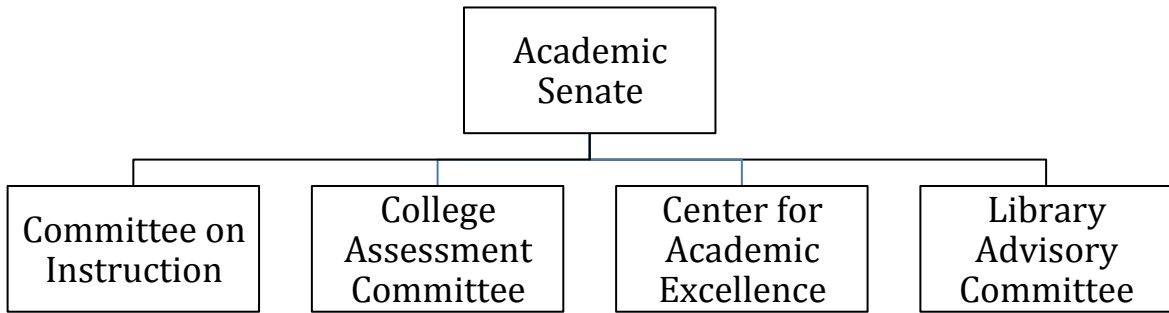 Academic
Senate
Committee on
Instruction
College
Assessment
Committee
Center for
Academic
Excellence
Library
Advisory
Committee